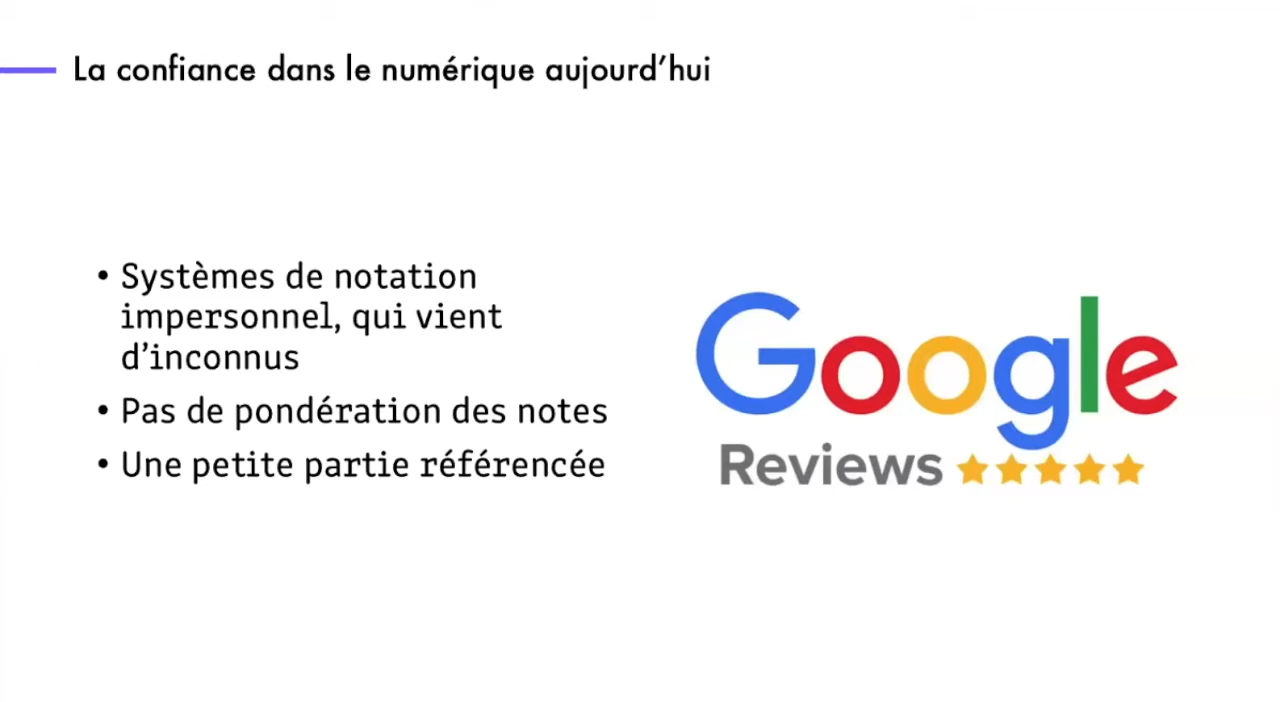 La confiance dans le numérique aujourd’hui
• Systèmes de notation
impersonnel, qui vient
d’inconnus
• Pas de pondération des notes
• Une petite partie référencée
Google
Reviews